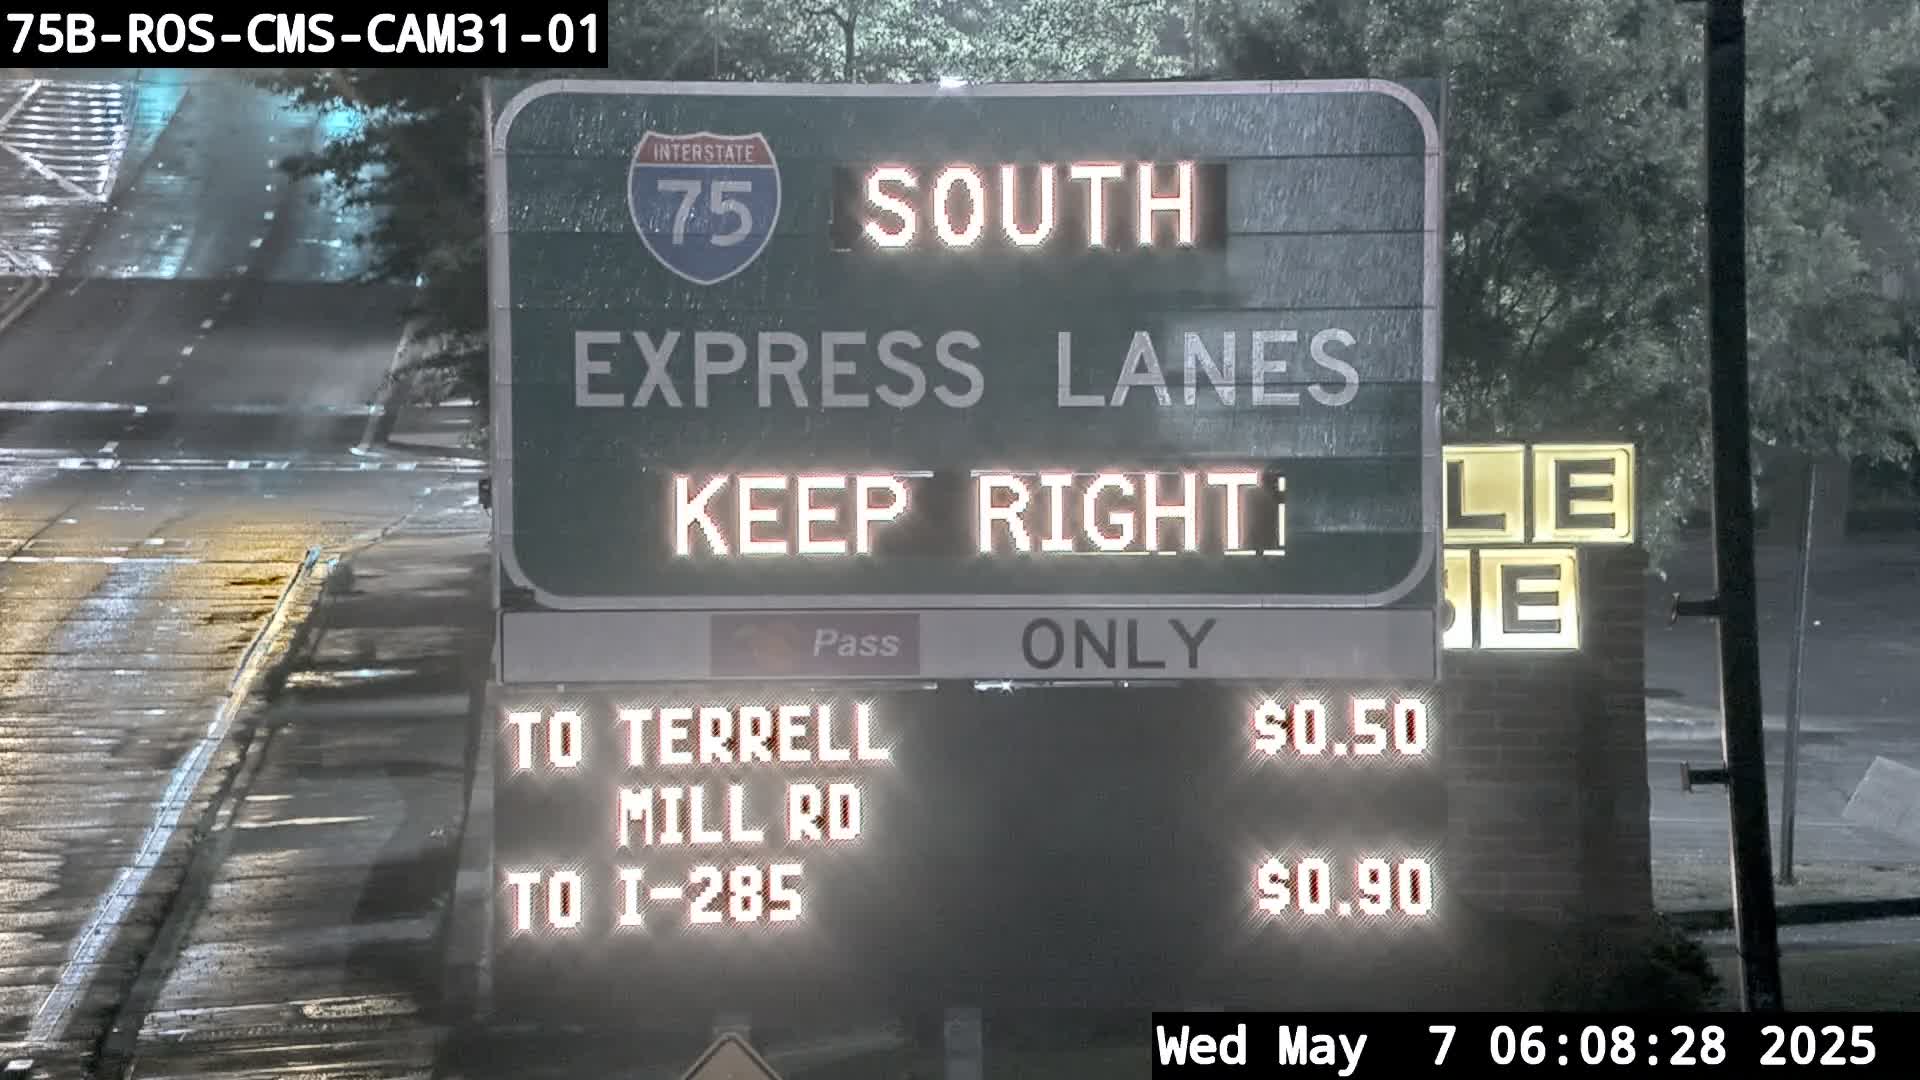 75B-ROS-CMS-CAM31-01
INTERSTATE
75
SOUTH
EXPRESS LANES
KEEP RIGHT
Pass ONLY
TO TERRELL $0.50
MILL RD
TO I-285 $0.90
LE
E
Wed May 7 06:08:28 2025